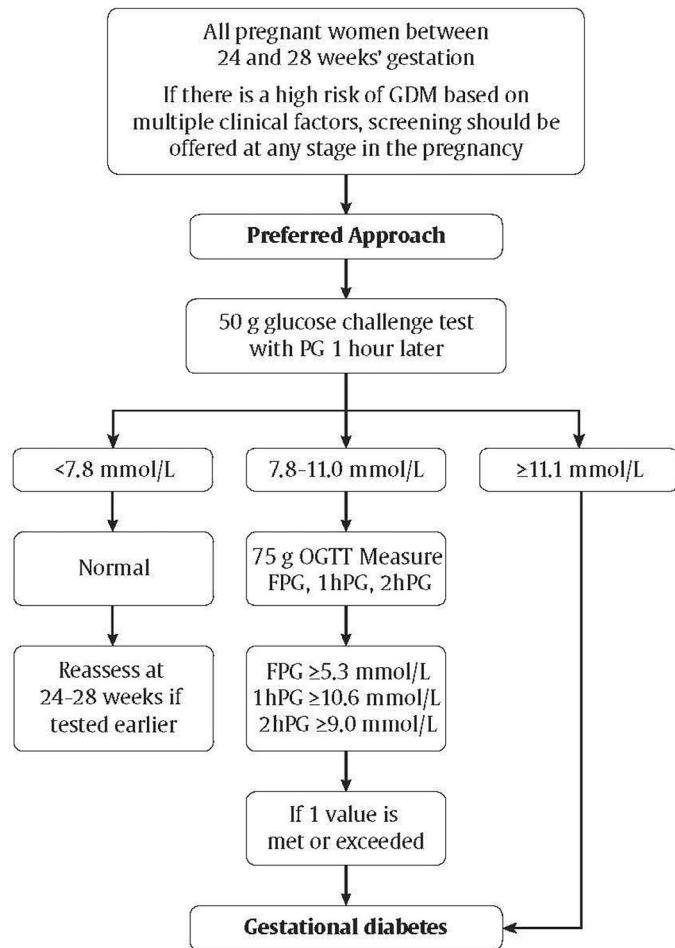 All pregnant women between
24 and 28 weeks' gestation
If there is a high risk of GDM based on
multiple clinical factors, screening should be
offered at any stage in the pregnancy
Preferred Approach
50 g glucose challenge test
with PG 1 hour later
<7.8 mmol/L
7.8–11.0 mmol/L
≥11.1 mmol/L
Normal
75 g OGTT Measure
FPG, 1hPG, 2hPG
Reassess at
24–28 weeks if
tested earlier
FPG ≥5.3 mmol/L
1hPG ≥10.6 mmol/L
2hPG ≥9.0 mmol/L
If 1 value is
met or exceeded
Gestational diabetes